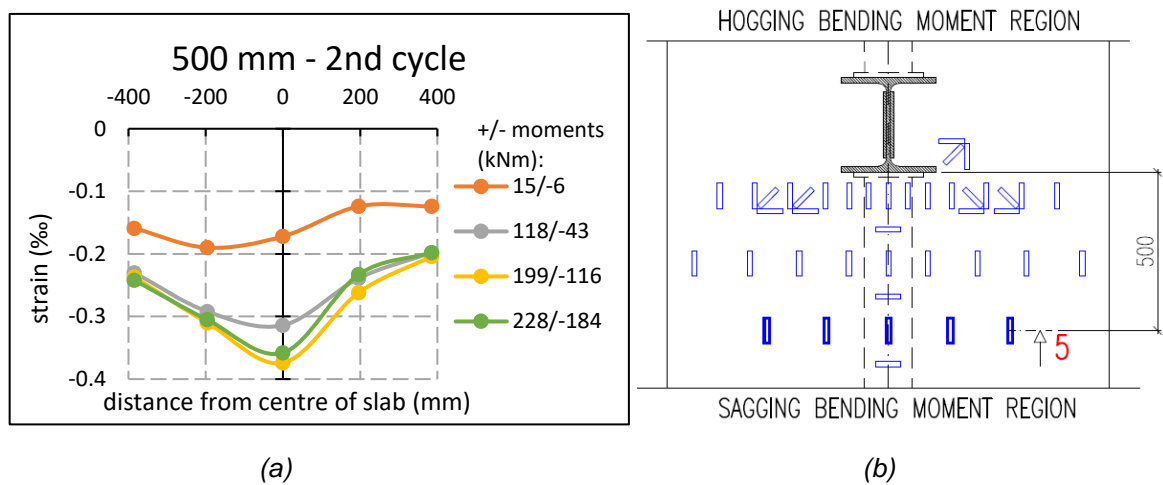 500 mm - 2nd cycle
-400 -200 0 200 400
0
-0.1
-0.2
-0.3
-0.4
strain (‰)
distance from centre of slab (mm)
+/- moments
(kNm):
15/-6
118/-43
199/-116
228/-184
(a)
HOGGING BENDING MOMENT REGION
500
5
SAGGING BENDING MOMENT REGION
(b)